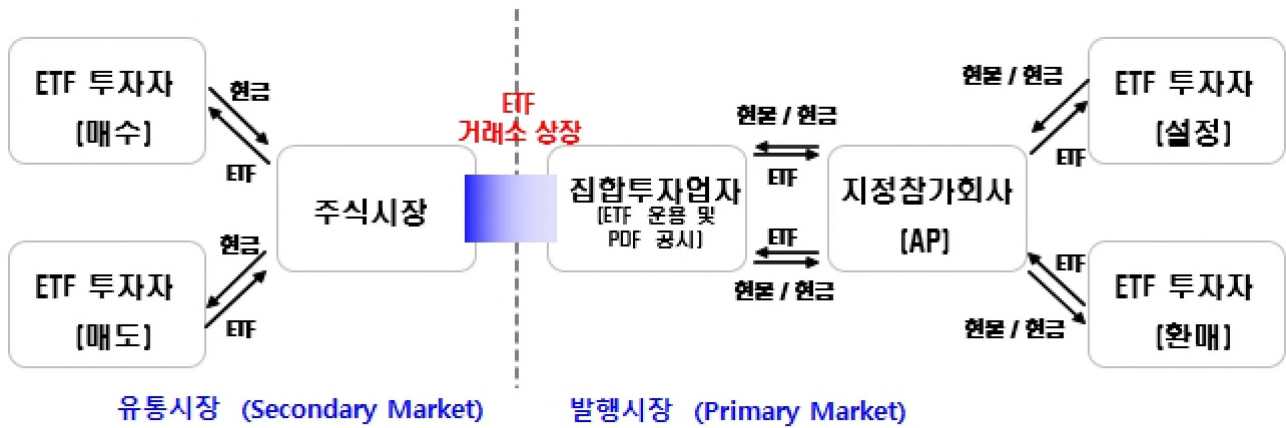 ETF 투자자
[매수]
현금
ETF
ETF 투자자
[매도]
현금
ETF
주식시장
ETF
거래소 상장
집합투자업자
[ETF 운용 및
PDF 공시]
현물 / 현금
ETF
ETF
현물 / 현금
지정참가회사
[AP]
현물 / 현금
ETF
ETF 투자자
[설정]
ETF
현물 / 현금
ETF 투자자
[환매]
유통시장 (Secondary Market)
발행시장 (Primary Market)